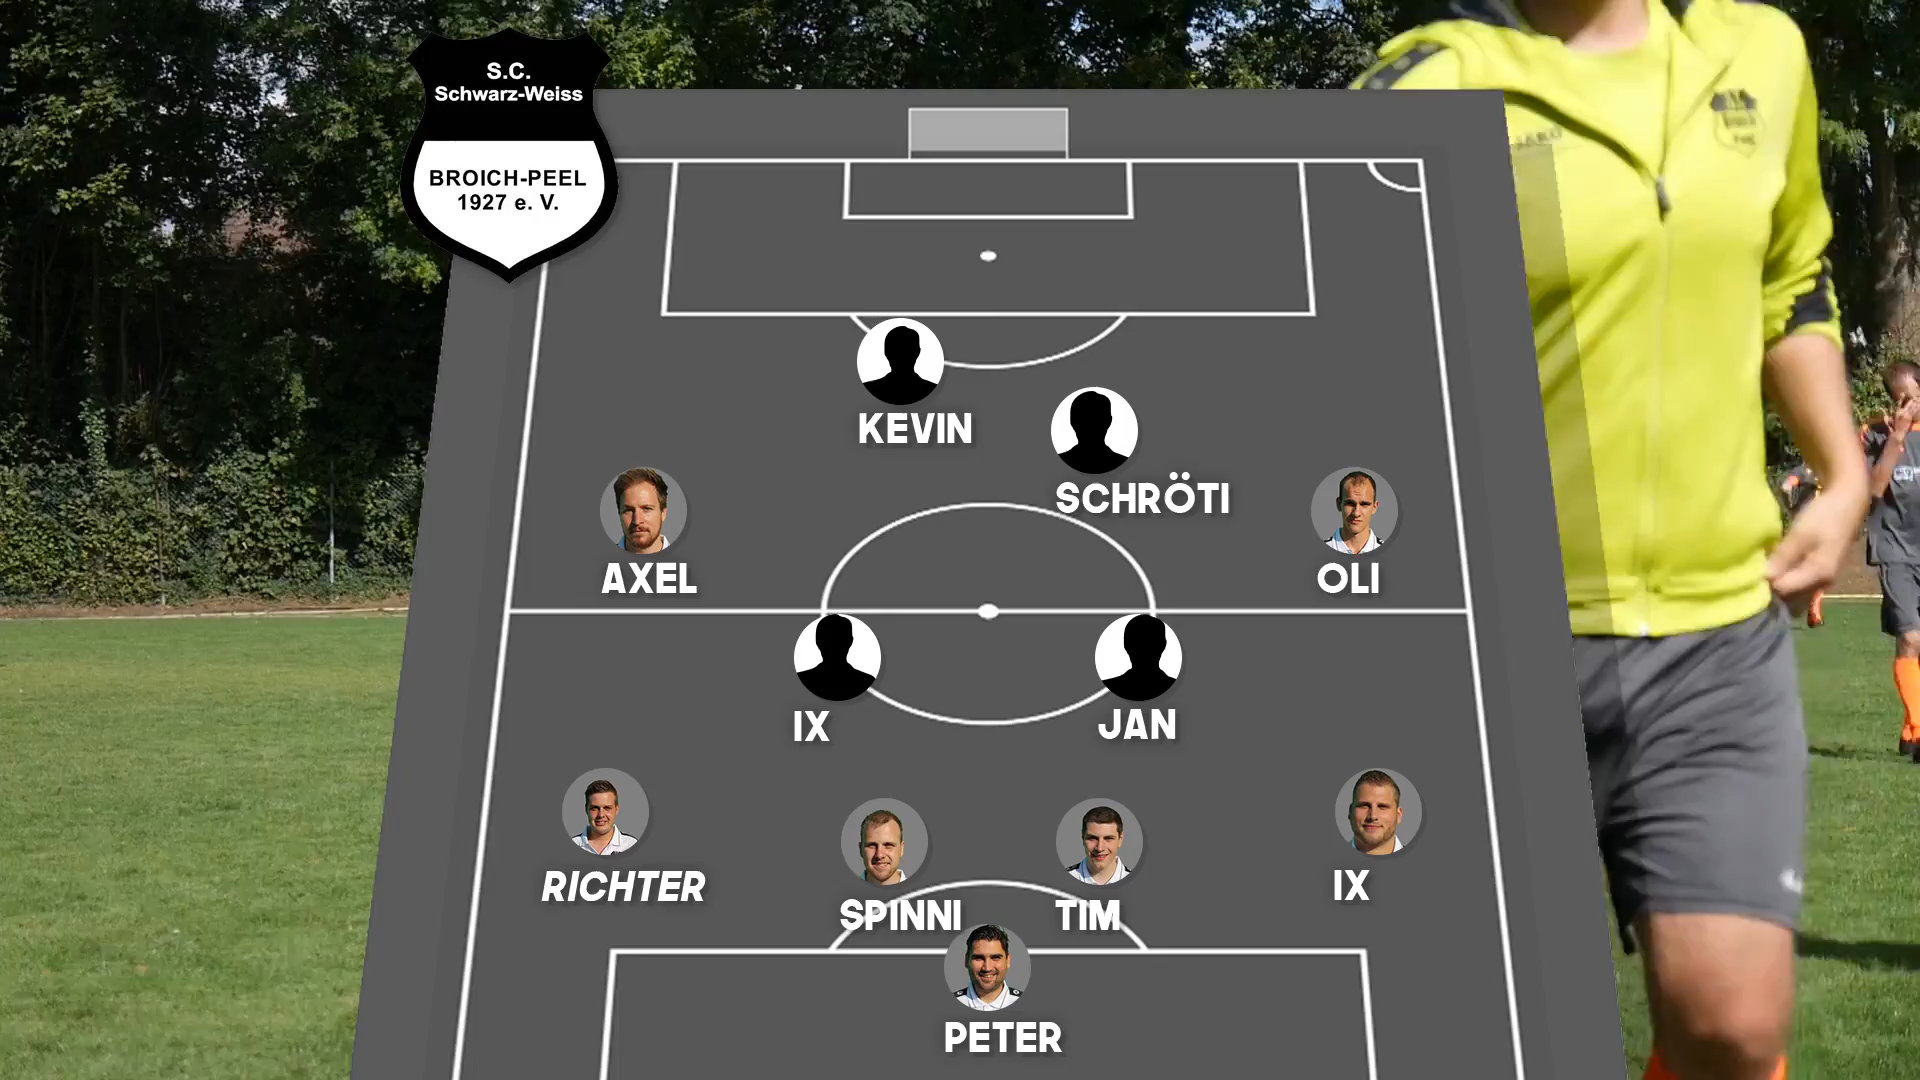 S.C.
Schwarz-Weiss
BROICH-PEEL
1927 e. V.
KEVIN
SCHRÖTI
AXEL
OLI
IX
JAN
RICHTER
SPINNI
TIM
IX
PETER